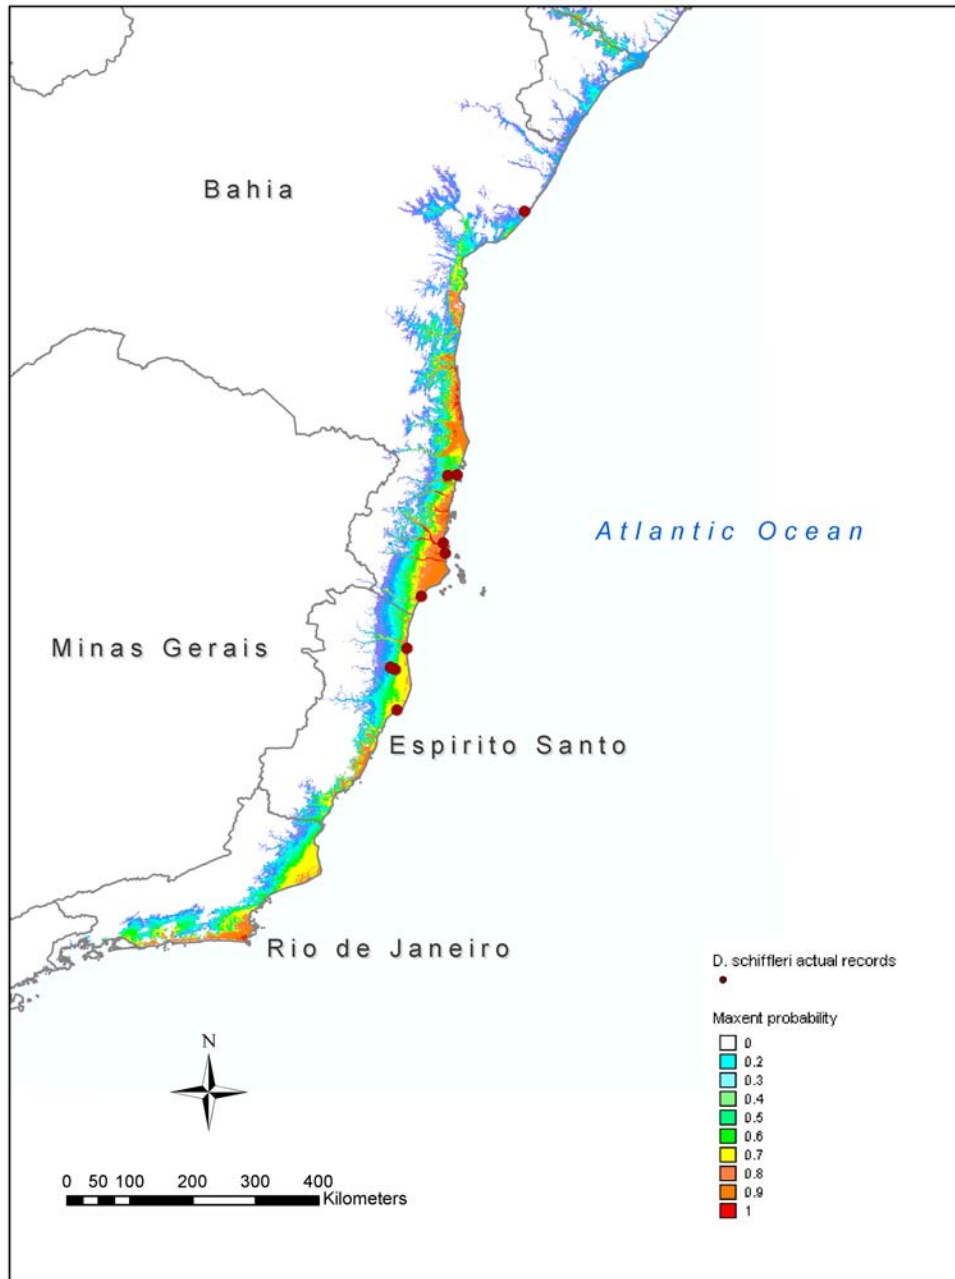 Bahia
Atlantic Ocean
Minas Gerais
Espirito Santo
Rio de Janeiro
D. schiffleri actual records
Maxent probability
0
0.2
0.3
0.4
0.5
0.6
0.7
0.8
0.9
1
N
0 50 100 200 300 400
Kilometers